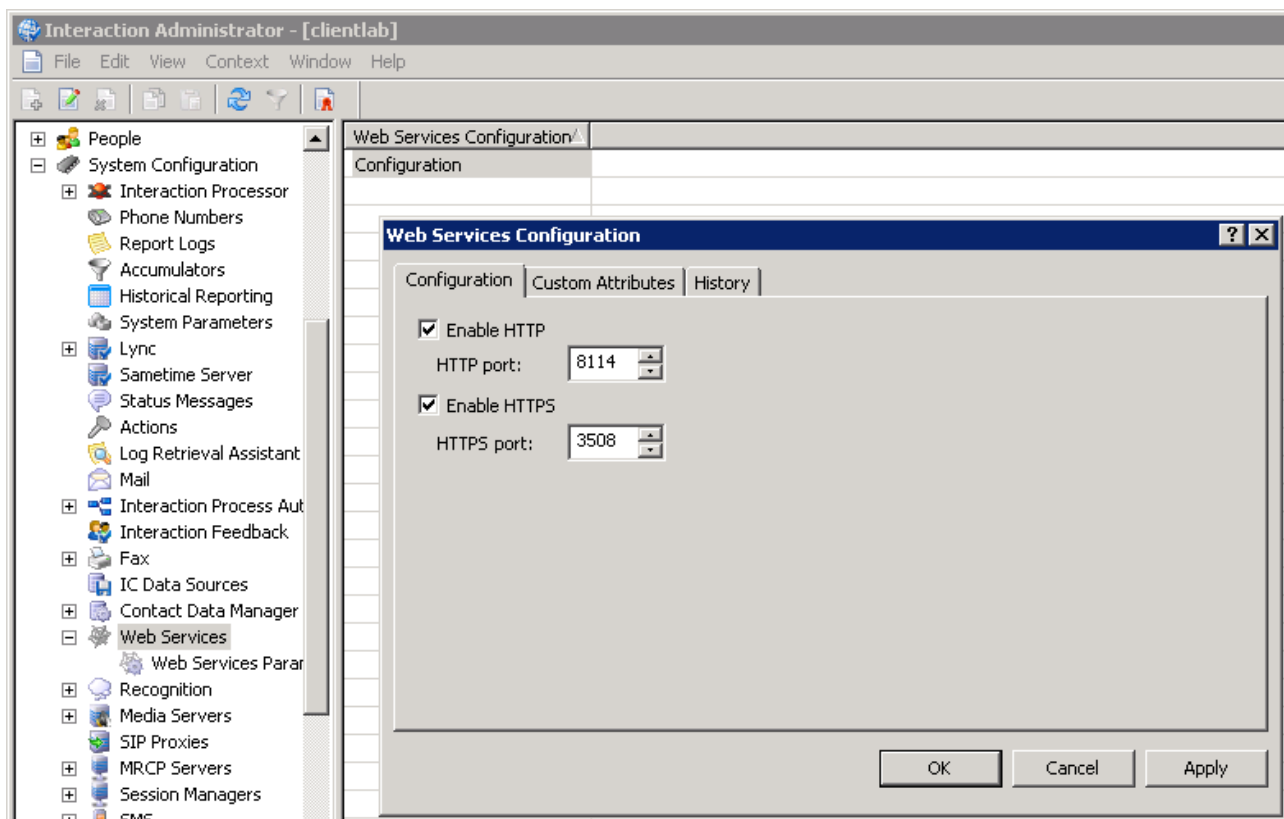 Interaction Administrator - [clientlab]
File Edit View Context Window Help
People
System Configuration
Interaction Processor
Phone Numbers
Report Logs
Accumulators
Historical Reporting
System Parameters
Lync
Sametime Server
Status Messages
Actions
Log Retrieval Assistant
Mail
Interaction Process Aut
Interaction Feedback
Fax
IC Data Sources
Contact Data Manager
Web Services
Web Services Parar
Recognition
Media Servers
SIP Proxies
MRCP Servers
Session Managers
SMS
Web Services Configuration
Configuration
Web Services Configuration
Configuration Custom Attributes History
Enable HTTP
HTTP port: 8114
Enable HTTPS
HTTPS port: 3508
OK Cancel Apply